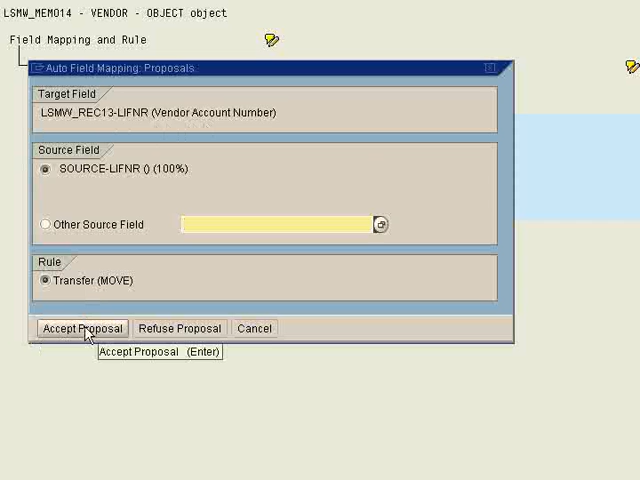 LSMW_MEMO14 - VENDOR - OBJECT object
Field Mapping and Rule
Auto Field Mapping: Proposals
Target Field
LSMW_REC13-LIFNR (Vendor Account Number)
Source Field
SOURCE-LIFNR () (100%)
Other Source Field
Rule
Transfer (MOVE)
Accept Proposal Refuse Proposal Cancel
Accept Proposal (Enter)